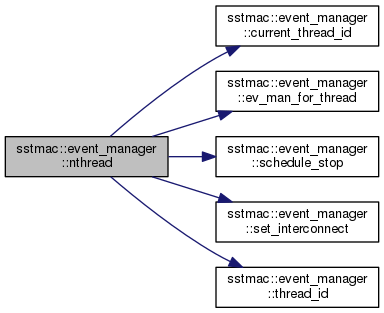 sstmac::event_manager
::nthread
sstmac::event_manager
::current_thread_id
sstmac::event_manager
::ev_man_for_thread
sstmac::event_manager
::schedule_stop
sstmac::event_manager
::set_interconnect
sstmac::event_manager
::thread_id